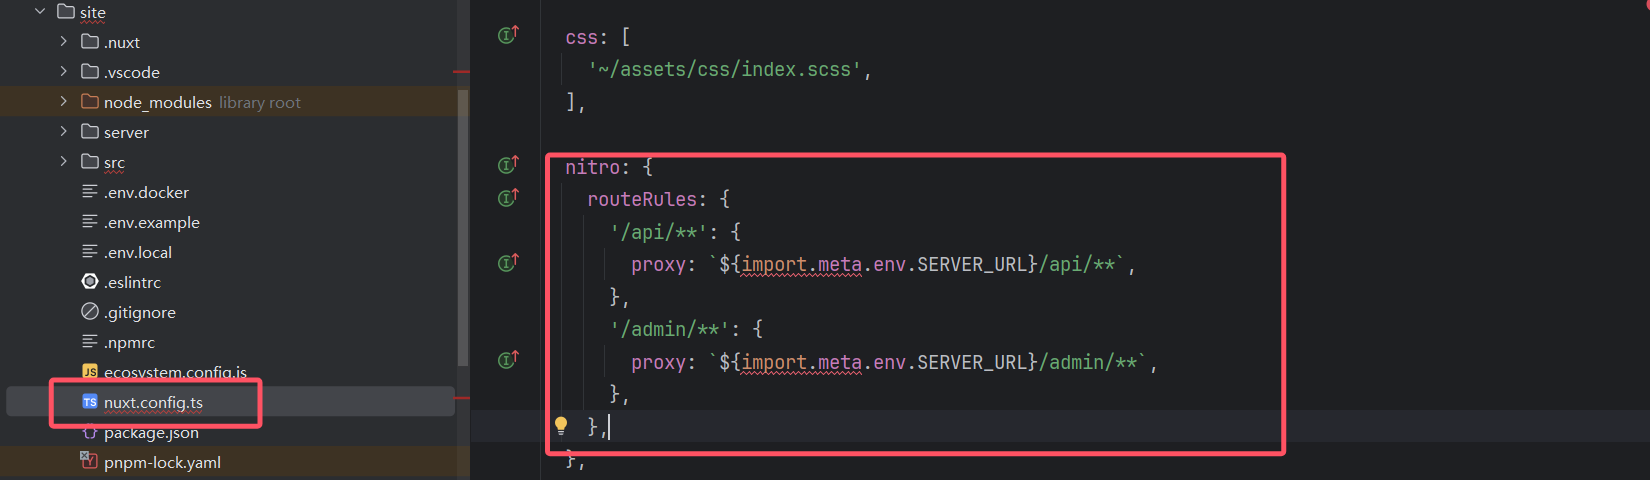 site
.nuxt
.vscode
node_modules library root
server
src
.env.docker
.env.example
.env.local
.eslintrc
.gitignore
.npmrc
JS ecosystem.config.js
TS nuxt.config.ts
{} package.json
Y pnpm-lock.yaml
css: [
'~/assets/css/index.scss',
],
nitro: {
routeRules: {
'/api/**': {
proxy: `${import.meta.env.SERVER_URL}/api/**`,
},
'/admin/**': {
proxy: `${import.meta.env.SERVER_URL}/admin/**`,
},
},
},